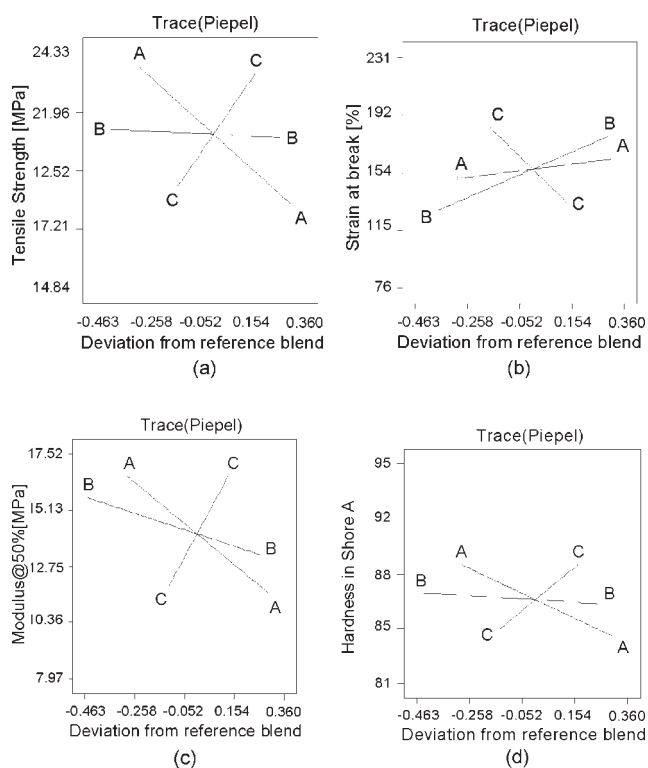 Trace(Piepel)
24.33
21.96
12.52
17.21
14.84
Tensile Strength [MPa]
A
C
B
B
C
A
-0.463 -0.258 -0.052 0.154 0.360
Deviation from reference blend
(a)
Trace(Piepel)
231
192
154
115
76
Strain at break [%]
C
B
A
A
B
C
-0.463 -0.258 -0.052 0.154 0.360
Deviation from reference blend
(b)
Trace(Piepel)
17.52
15.13
12.75
10.36
7.97
Modulus@50%[MPa]
A
C
B
B
C
A
-0.463 -0.258 -0.052 0.154 0.360
Deviation from reference blend
(c)
Trace(Piepel)
95
92
88
85
81
Hardness in Shore A
A
C
B
B
C
A
-0.463 -0.258 -0.052 0.154 0.360
Deviation from reference blend
(d)